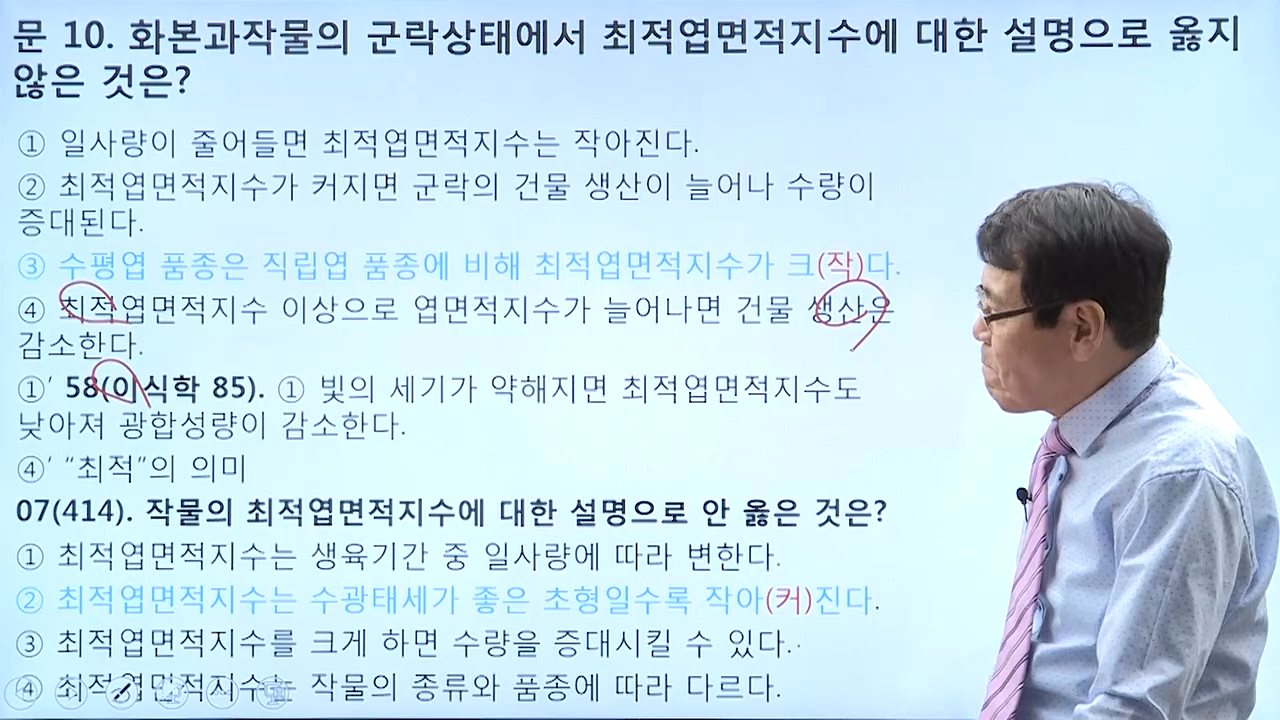 문 10. 화본과작물의 군락상태에서 최적엽면적지수에 대한 설명으로 옳지
않은 것은?
① 일사량이 줄어들면 최적엽면적지수는 작아진다.
② 최적엽면적지수가 커지면 군락의 건물 생산이 늘어나 수량이
증대된다.
③ 수평엽 품종은 직립엽 품종에 비해 최적엽면적지수가 크(작)다.
④ 최적엽면적지수 이상으로 엽면적지수가 늘어나면 건물 생산은
감소한다.
①′ 58(이식학 85). ① 빛의 세기가 약해지면 최적엽면적지수도
낮아져 광합성량이 감소한다.
④′ “최적”의 의미
07(414). 작물의 최적엽면적지수에 대한 설명으로 안 옳은 것은?
① 최적엽면적지수는 생육기간 중 일사량에 따라 변한다.
② 최적엽면적지수는 수광태세가 좋은 초형일수록 작아(커)진다.
③ 최적엽면적지수를 크게 하면 수량을 증대시킬 수 있다.
④ 최적엽면적지수는 작물의 종류와 품종에 따라 다르다.